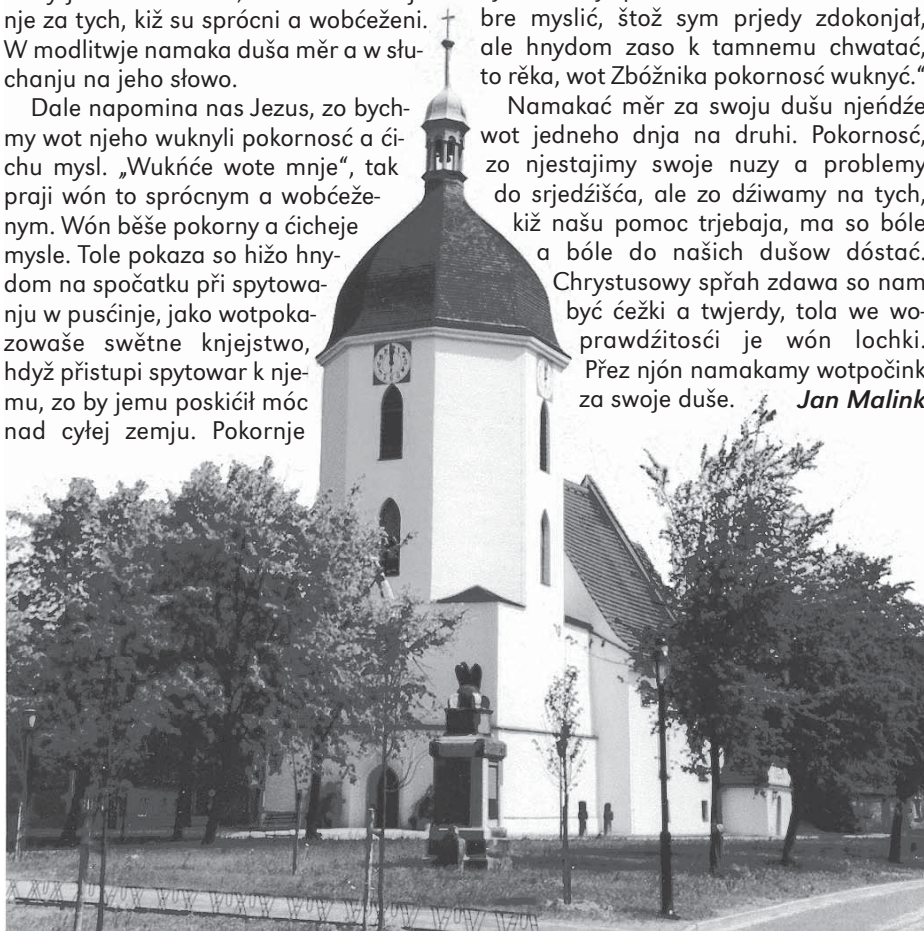 nje za tych, kiž su sprócni a wobćeženi.
W modlitwje namaka duša měr a w słu-
chanju na jeho słowo.
Dale napomina nas Jezus, zo bych-
my wot njeho wuknyli pokornosć a ći-
chu mysl. „Wukńće wote mnje“, tak
praji wón to sprócnym a wobćeže-
nym. Wón běše pokorny a ćicheje
mysle. Tole pokaza so hižo hny-
dom na spočatku při spytowa-
nju w pusćinje, jako wotpoka-
zowaše swětne knjejstwo,
hdyž přistupi spytowar k nje-
mu, zo by jemu poskićił móc
nad cyłej zemju. Pokornje
bre myslić, štož sym prjedy zdokonjał,
ale hnydom zaso k tamnemu chwatać,
to rěka, wot Zbóžnika pokornosć wuknyć.“
Namakać měr za swoju dušu njeńdźe
wot jedneho dnja na druhi. Pokornosć,
zo njestajimy swoje nuzy a problemy
do srjedźišća, ale zo dźiwamy na tych,
kiž našu pomoc trjebaja, ma so bóle
a bóle do našich dušow dóstać.
Chrystusowy spřah zdawa so nam
być ćežki a twjerdy, tola we wo-
prawdźitosći je wón lochki.
Přez njón namakamy wotpočink
za swoje duše. Jan Malink